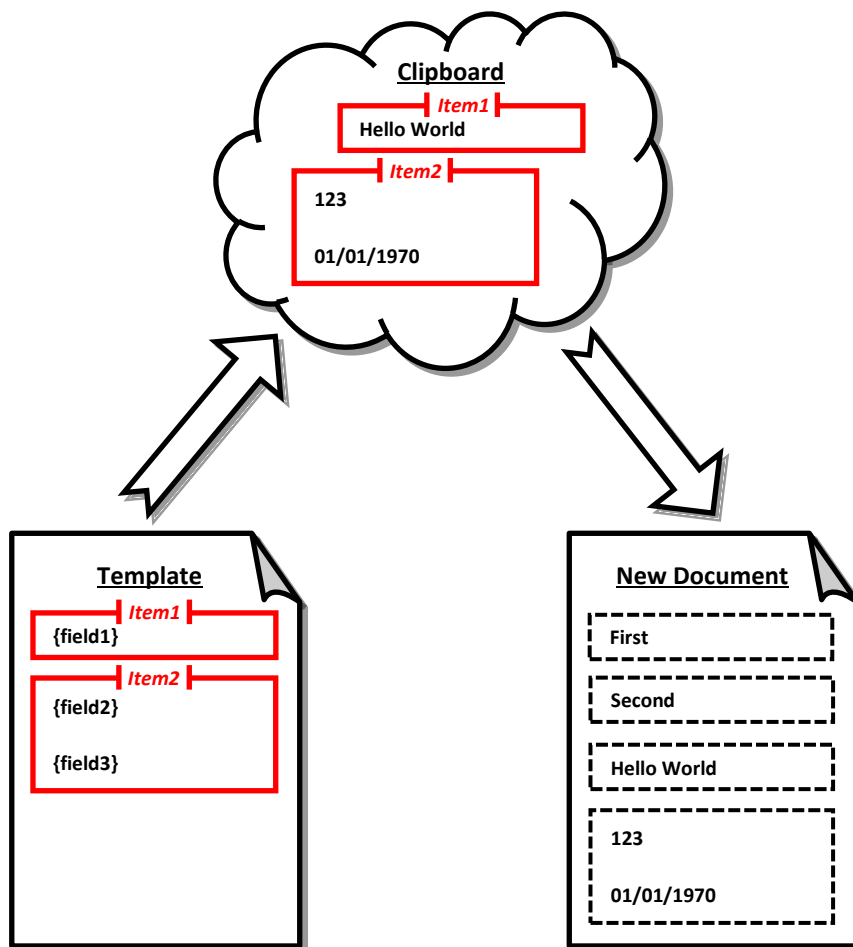 Clipboard
Item1
Hello World
Item2
123
01/01/1970
Template
Item1
{field1}
Item2
{field2}
{field3}
New Document
First
Second
Hello World
123
01/01/1970